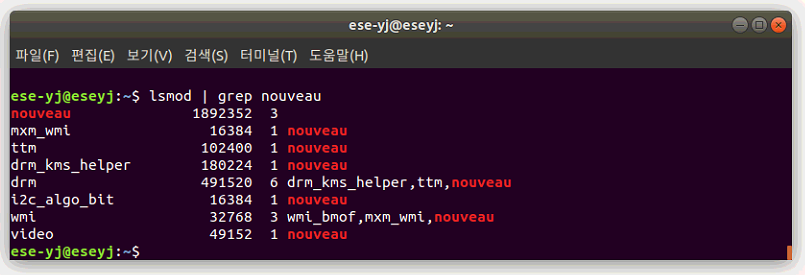 ese-yj@eseyj: ~
파일(F) 편집(E) 보기(V) 검색(S) 터미널(T) 도움말(H)
ese-yj@eseyj:~$ lsmod | grep nouveau
nouveau 1892352 3
mxm_wmi 16384 1 nouveau
ttm 102400 1 nouveau
drm_kms_helper 180224 1 nouveau
drm 491520 6 drm_kms_helper,ttm,nouveau
i2c_algo_bit 16384 1 nouveau
wmi 32768 3 wmi_bmof,mxm_wmi,nouveau
video 49152 1 nouveau
ese-yj@eseyj:~$